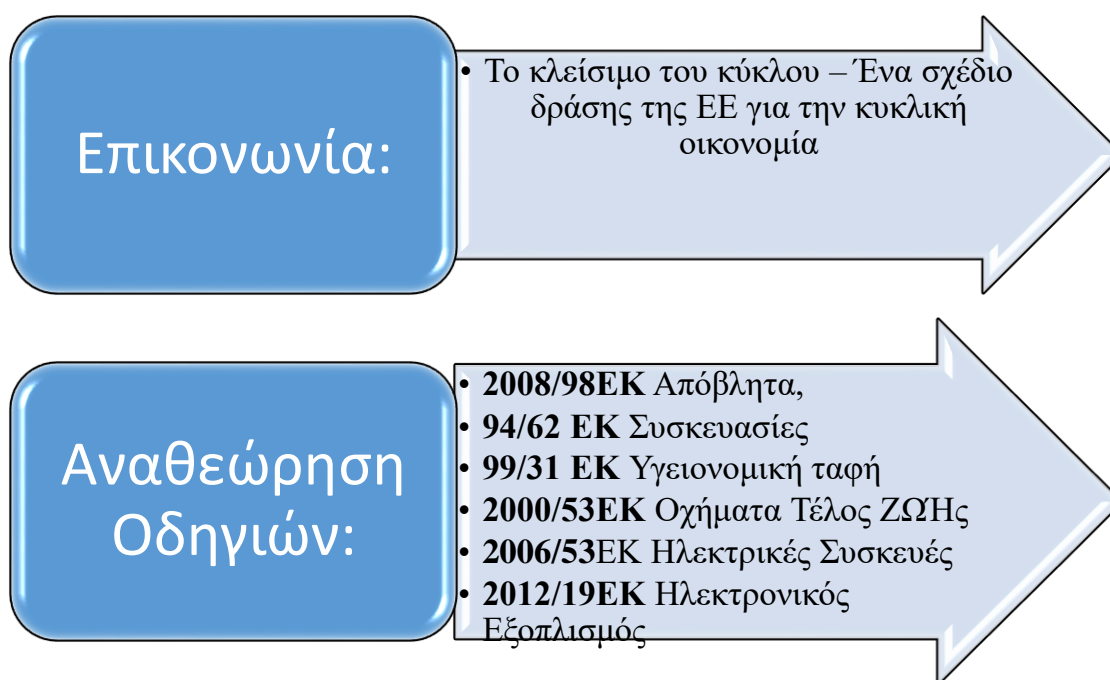 Επικονωνία:
• Το κλείσιμο του κύκλου – Ένα σχέδιο
δράσης της ΕΕ για την κυκλική
οικονομία
Αναθεώρηση
Οδηγιών:
• 2008/98ΕΚ Απόβλητα,
• 94/62 ΕΚ Συσκευασίες
• 99/31 ΕΚ Υγειονομική ταφή
• 2000/53ΕΚ Οχήματα Τέλος ΖΩΉς
• 2006/53ΕΚ Ηλεκτρικές Συσκευές
• 2012/19ΕΚ Ηλεκτρονικός
Εξοπλισμός